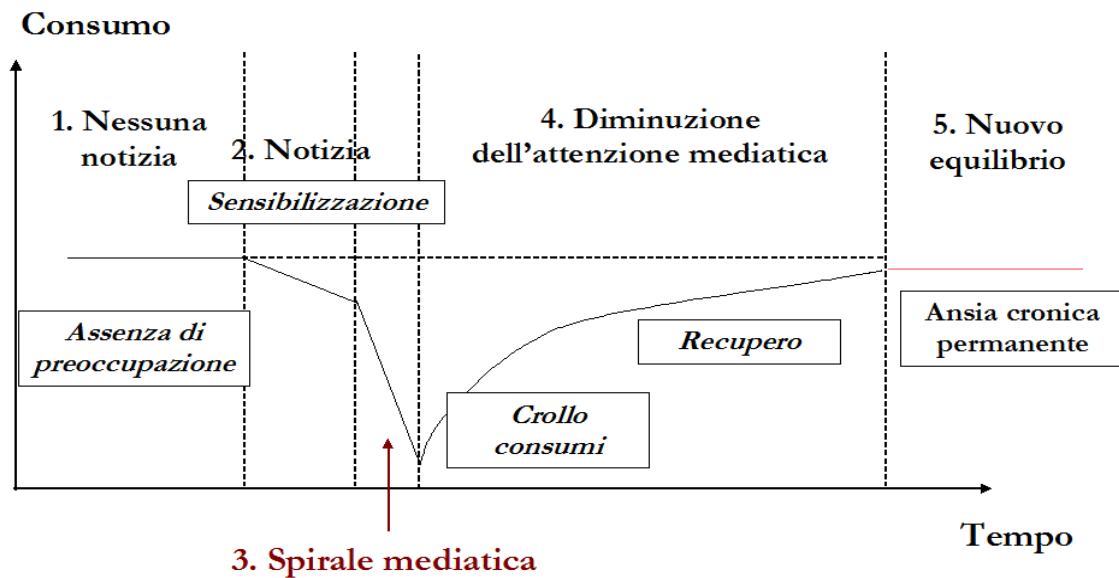 Consumo
1. Nessuna
notizia
2. Notizia
Sensibilizzazione
4. Diminuzione
dell'attenzione mediatica
5. Nuovo
equilibrio
Assenza di
preoccupazione
Crollo
consumi
Recupero
Ansia cronica
permanente
3. Spirale mediatica
Tempo